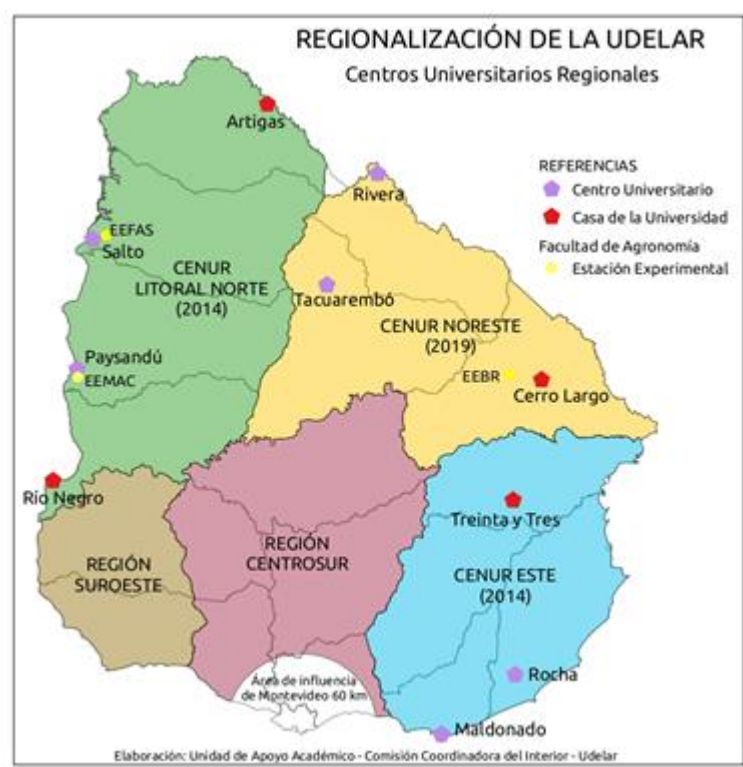 REGIONALIZACIÓN DE LA UDELAR
Centros Universitarios Regionales
Artigas
Rivera
REFERENCIAS
Centro Universitario
Casa de la Universidad
Facultad de Agronomía
Estación Experimental
EEFAS
Salto
CENUR
LITORAL NORTE
(2014)
Tacuarembó
CENUR NORESTE
(2019)
Paysandú
EEMAC
EEBR
Cerro Largo
Río Negro
Treinta y Tres
REGIÓN
SUROESTE
REGIÓN
CENTROSUR
CENUR ESTE
(2014)
Área de influencia
de Montevideo 60 km
Rocha
Maldonado
Elaboración: Unidad de Apoyo Académico - Comisión Coordinadora del Interior - Udelar